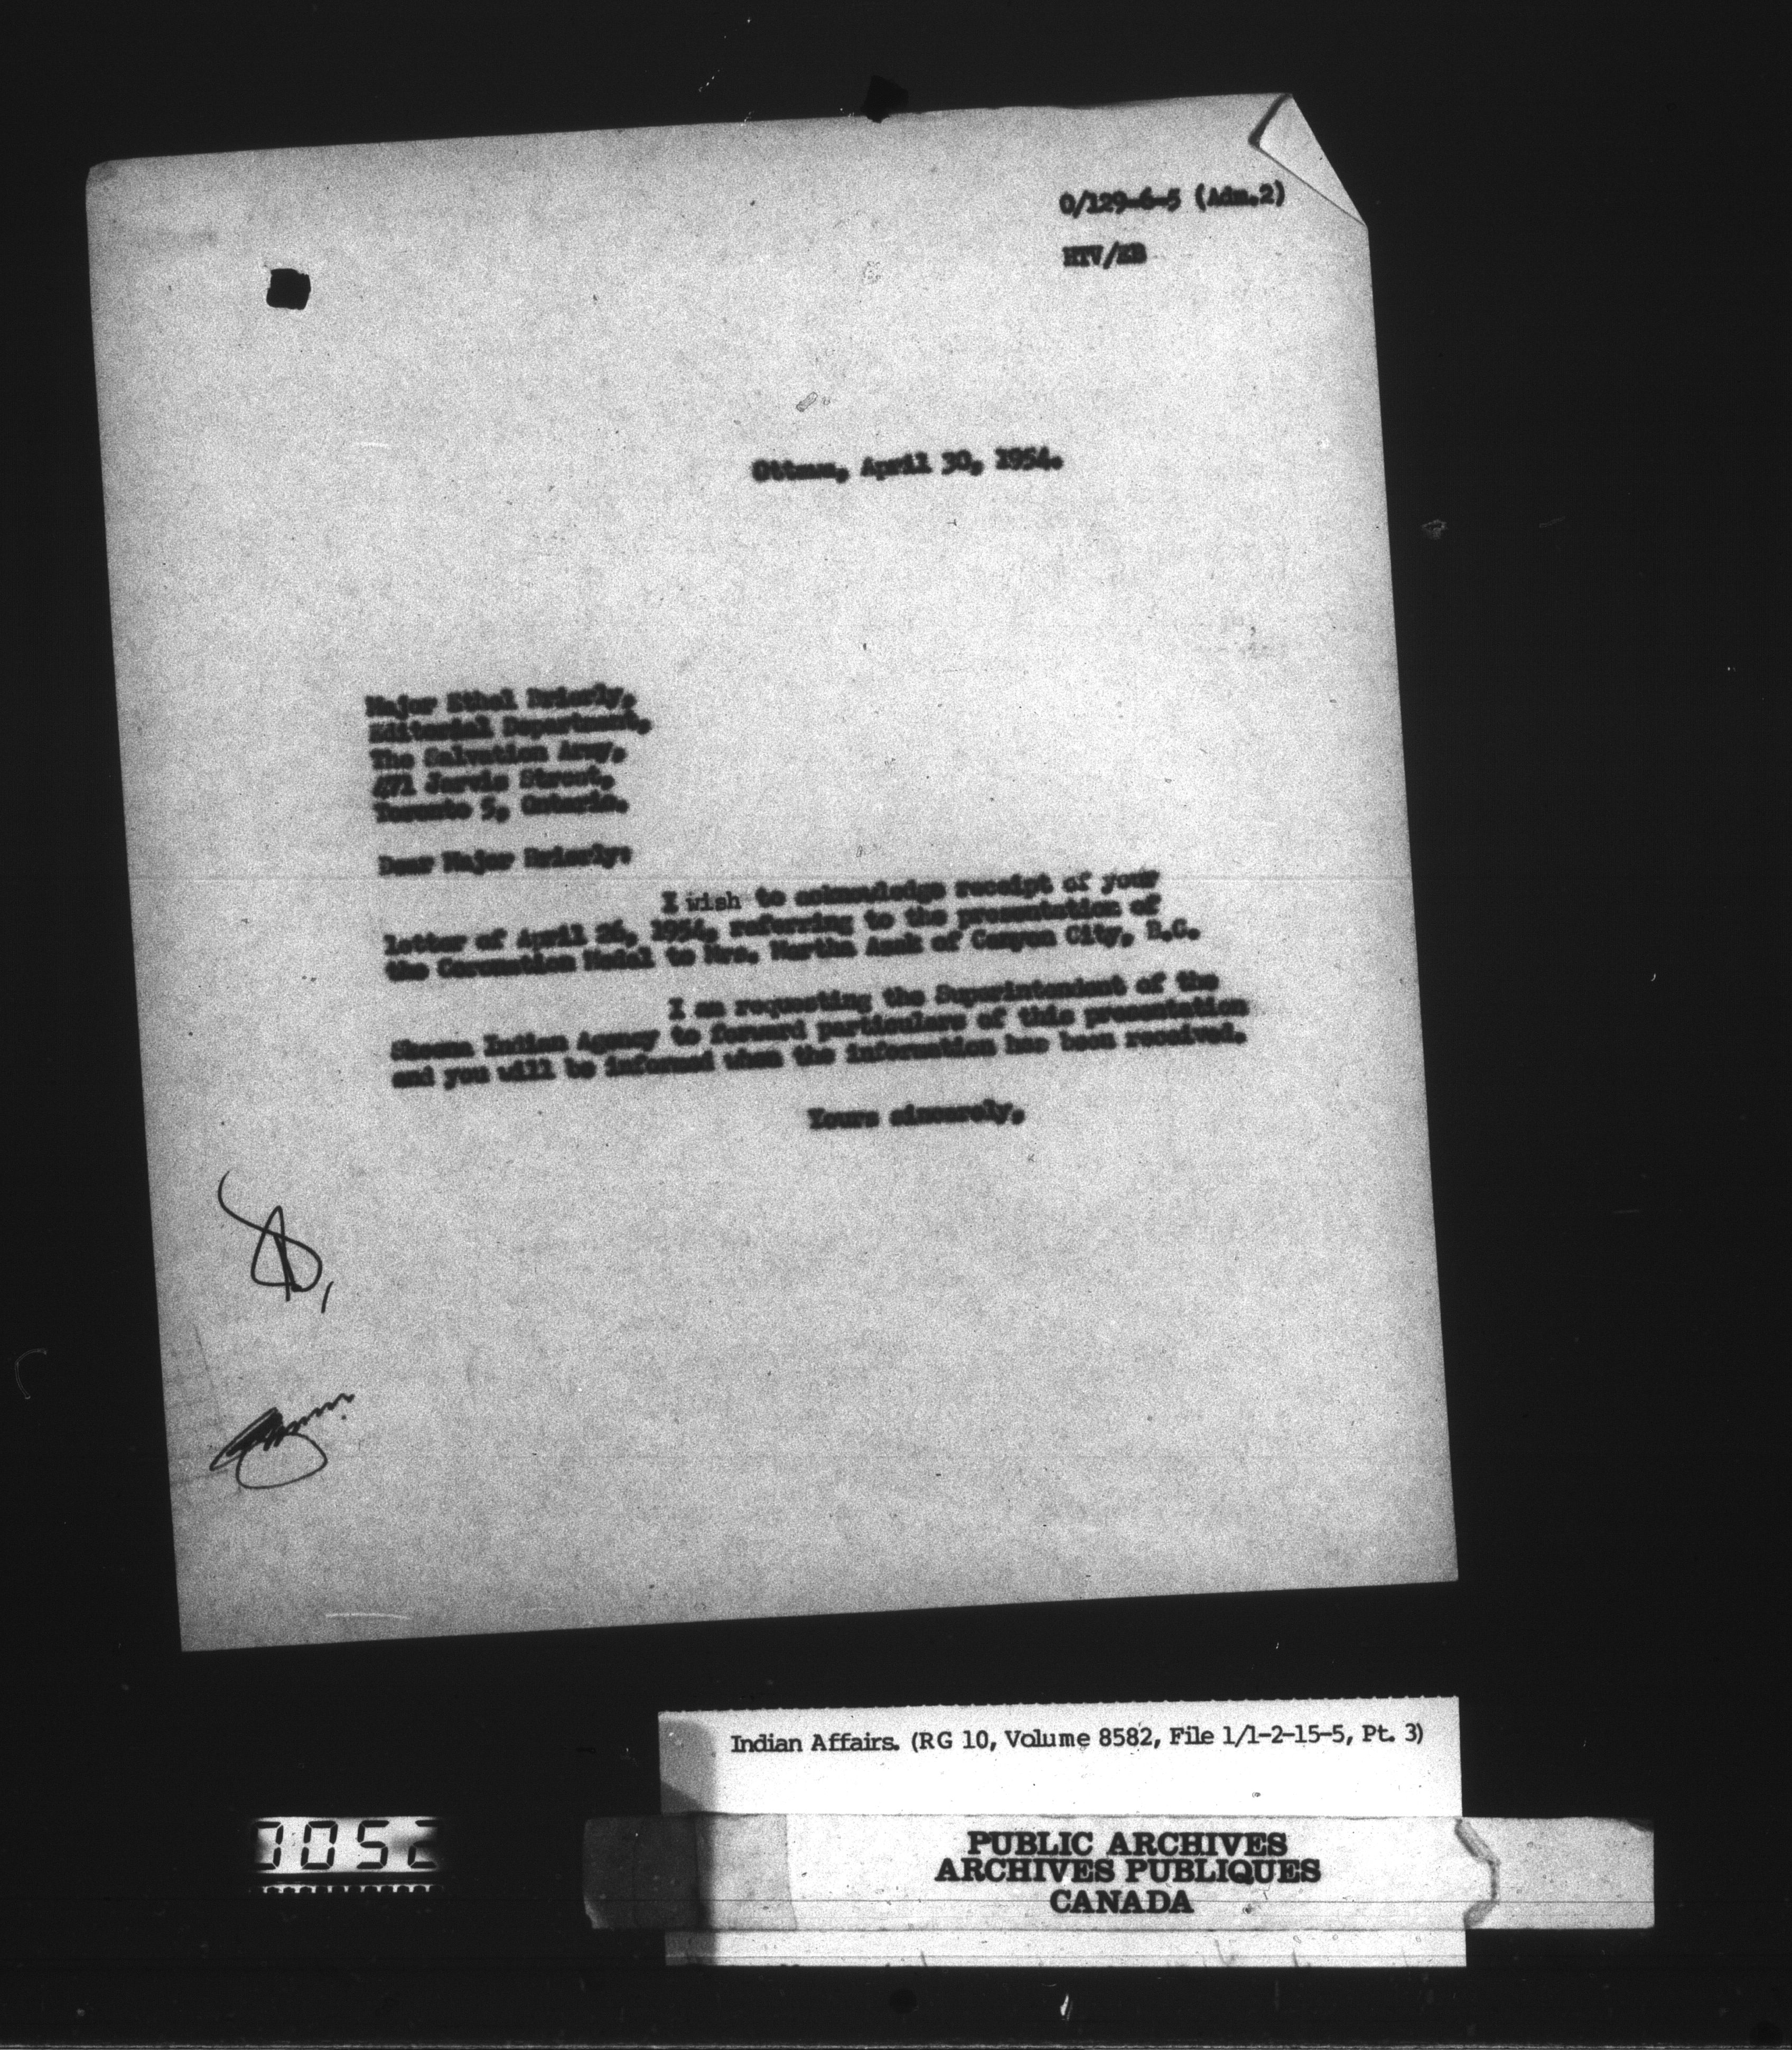 0/129-6-5 (Adm.2)
HTV/
Ottawa, April 30, 1954.
Major Ethel Brierly,
Editorial Department,
The Salvation Army,
471 Jarvis Street,
Toronto 5, Ontario.
Dear Major Brierly:
I wish to acknowledge receipt of your
letter of April 26, 1954, referring to the presentation of
the Coronation Medal to Mrs. Martha of Canyon City, B.C.
I am requesting the Superintendent of the
Skeena Indian Agency to forward particulars of this presentation
and you will be informed when the information has been received.
Yours sincerely,
Indian Affairs. (RG 10, Volume 8582, File 1/1-2-15-5, Pt. 3)
PUBLIC ARCHIVES
ARCHIVES PUBLIQUES
CANADA